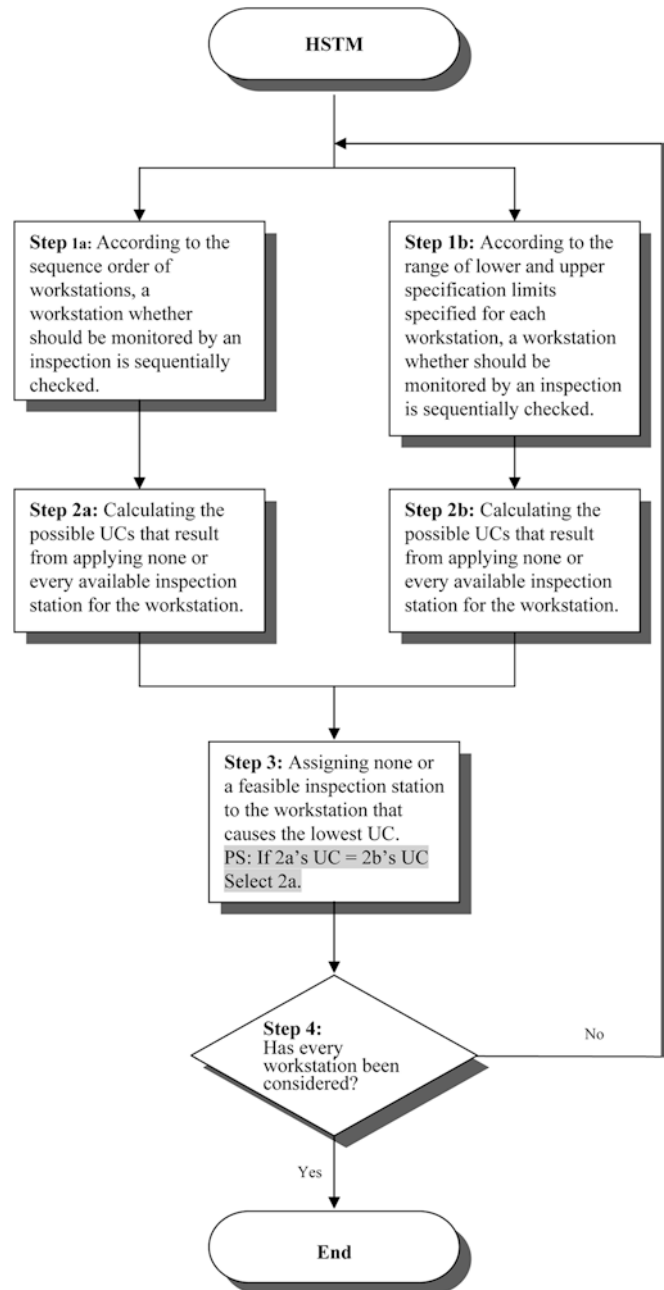 HSTM
Step 1a: According to the
sequence order of
workstations, a
workstation whether
should be monitored by an
inspection is sequentially
checked.
Step 1b: According to the
range of lower and upper
specification limits
specified for each
workstation, a workstation
whether should be
monitored by an inspection
is sequentially checked.
Step 2a: Calculating the
possible UCs that result
from applying none or
every available inspection
station for the workstation.
Step 2b: Calculating the
possible UCs that result
from applying none or
every available inspection
station for the workstation.
Step 3: Assigning none or
a feasible inspection station
to the workstation that
causes the lowest UC.
PS: If 2a’s UC = 2b’s UC
Select 2a.
Step 4:
Has every
workstation been
considered?
No
Yes
End